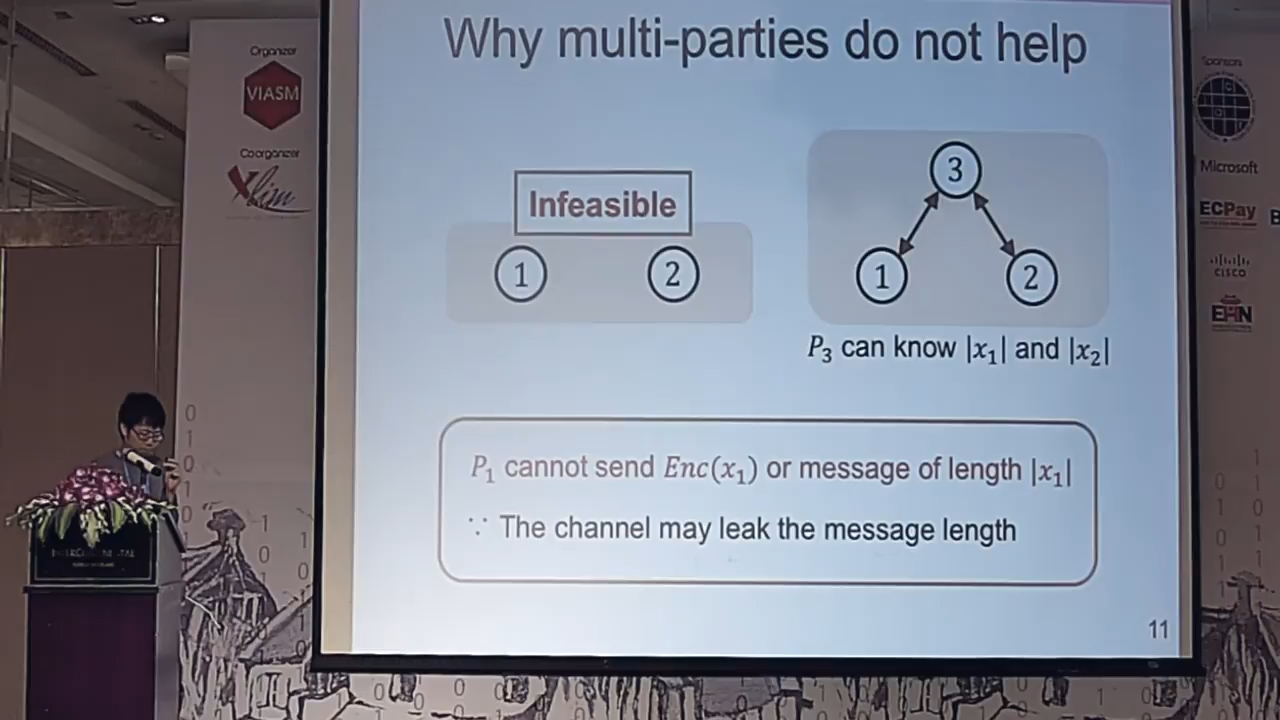 Why multi-parties do not help
Organizer
VIASM
Coorganizer
Xlim
Infeasible
1
2
3
1
2
P₃ can know |x₁| and |x₂|
P₁ cannot send Enc(x₁) or message of length |x₁|
∵ The channel may leak the message length
11
Sponsors
Microsoft
ECPay
CISCO